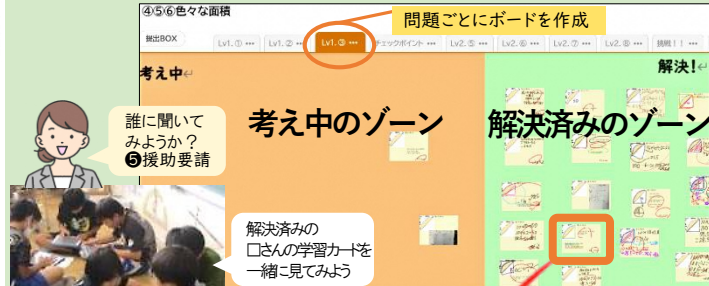 ④⑤⑥色々な面積
問題ごとにボードを作成
提出BOX
Lv1.① ･･･
Lv1.② ･･･
Lv1.③ ･･･
チェックポイント ･･･
Lv2.⑤ ･･･
Lv2.⑥ ･･･
Lv2.⑦ ･･･
Lv2.⑧ ･･･
挑戦！！ ･･･
考え中↵
解決！↵
考え中のゾーン
解決済みのゾーン
誰に聞いて
みようか？
❺援助要請
解決済みの
□さんの学習カードを
一緒に見てみよう